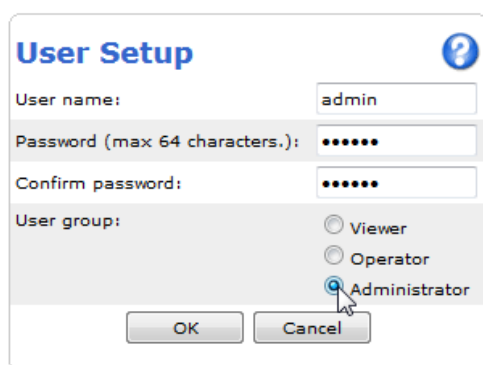 User Setup
User name: admin
Password (max 64 characters.): ••••••
Confirm password: ••••••
User group:
Viewer
Operator
Administrator
OK Cancel